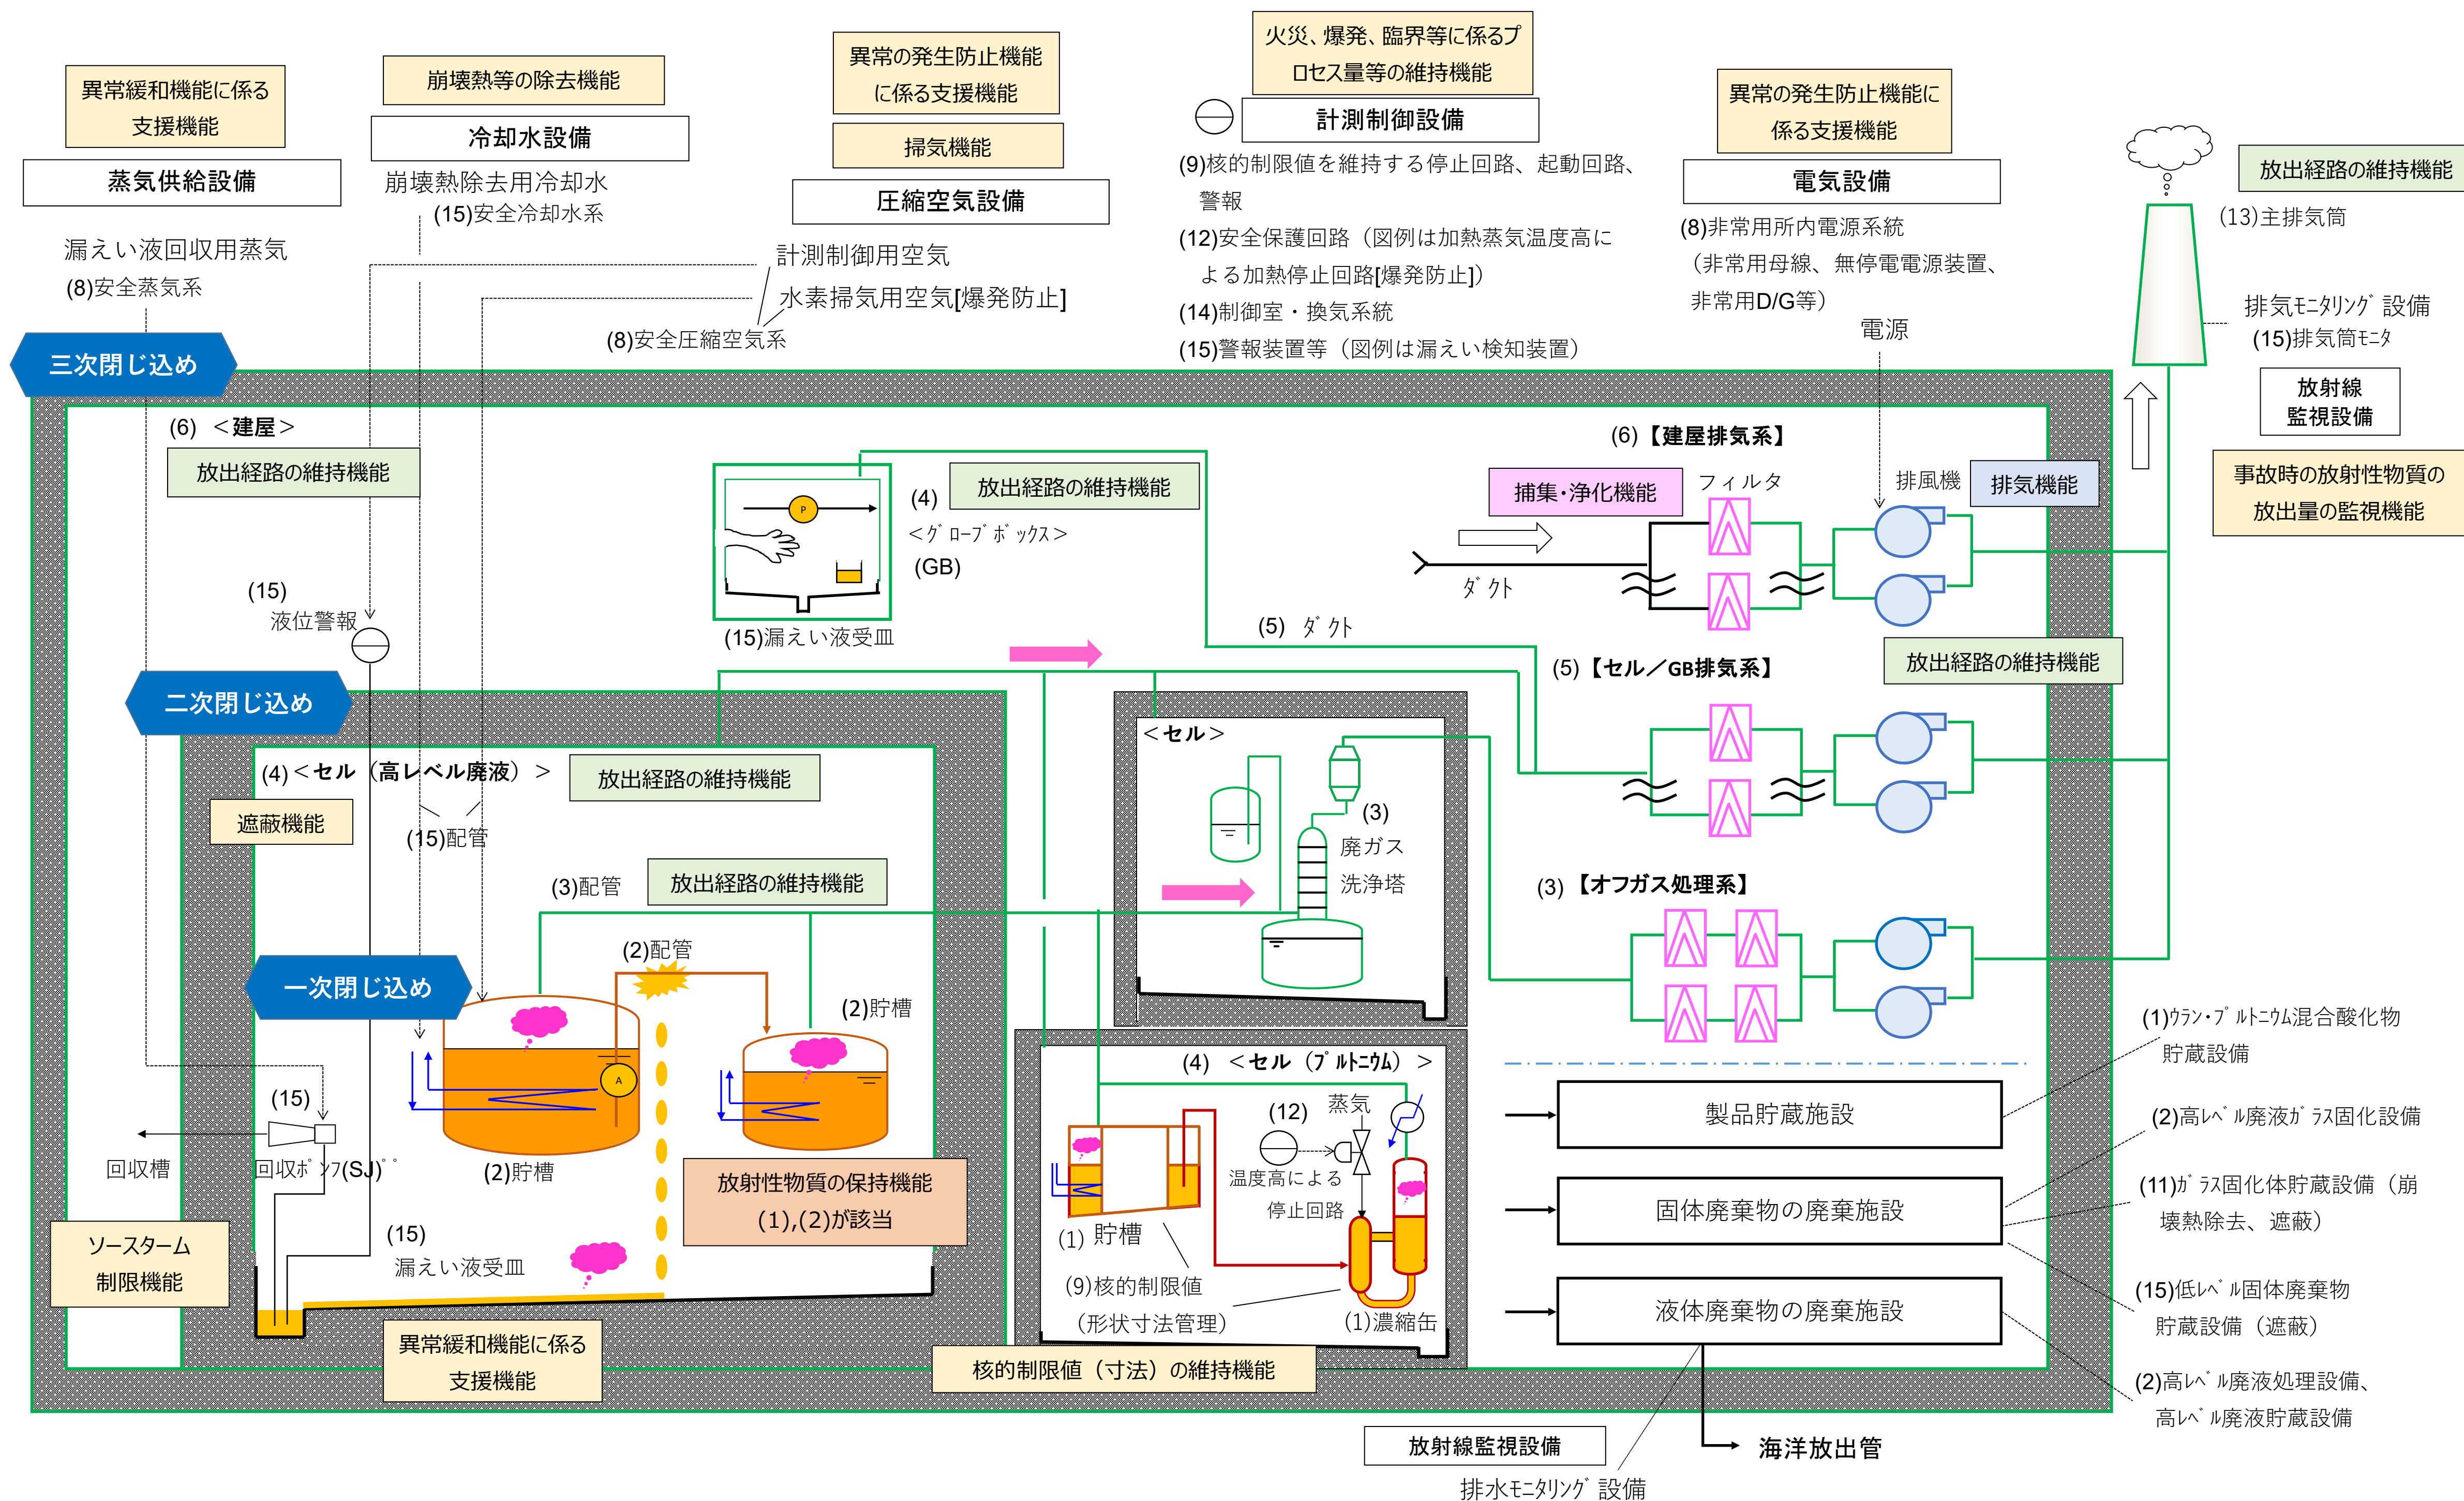 異常緩和機能に係る
支援機能
蒸気供給設備
漏えい液回収用蒸気
(8)安全蒸気系
崩壊熱等の除去機能
冷却水設備
崩壊熱除去用冷却水
(15)安全冷却水系
異常の発生防止機能
に係る支援機能
掃気機能
圧縮空気設備
計測制御用空気
水素掃気用空気[爆発防止]
(8)安全圧縮空気系
火災、爆発、臨界等に係るプ
ロセス量等の維持機能
計測制御設備
(9)核的制限値を維持する停止回路、起動回路、
警報
(12)安全保護回路（図例は加熱蒸気温度高に
よる加熱停止回路[爆発防止]）
(14)制御室・換気系統
(15)警報装置等（図例は漏えい検知装置）
異常の発生防止機能に
係る支援機能
電気設備
(8)非常用所内電源系統
（非常用母線、無停電電源装置、
非常用D/G等）
電源
放出経路の維持機能
(13)主排気筒
排気ﾓﾆﾀﾘﾝｸﾞ設備
(15)排気筒ﾓﾆﾀ
放射線
監視設備
事故時の放射性物質の
放出量の監視機能
三次閉じ込め
(6) ＜建屋＞
放出経路の維持機能
(15)
液位警報
P
(4)
放出経路の維持機能
＜ｸﾞﾛｰﾌﾞﾎﾞｯｸｽ＞
(GB)
(15)漏えい液受皿
(6)【建屋排気系】
捕集・浄化機能
フィルタ
排風機
排気機能
ﾀﾞｸﾄ
(5) ﾀﾞｸﾄ
(5)【セル／GB排気系】
放出経路の維持機能
二次閉じ込め
(4)＜セル（高レベル廃液）＞
放出経路の維持機能
遮蔽機能
(15)配管
(3)配管
放出経路の維持機能
＜セル＞
(3)
廃ガス
洗浄塔
(3)【オフガス処理系】
一次閉じ込め
(2)配管
(2)貯槽
A
(2)貯槽
(15)
回収槽
回収ﾎﾟﾝﾌ(SJ)ﾟ
放射性物質の保持機能
(1),(2)が該当
ソースターム
制限機能
(15)
漏えい液受皿
異常緩和機能に係る
支援機能
(4) ＜セル（ﾌﾟﾙﾄﾆｳﾑ）＞
(12)
蒸気
温度高による
停止回路
(1)貯槽
(9)核的制限値
（形状寸法管理）
(1)濃縮缶
核的制限値（寸法）の維持機能
製品貯蔵施設
固体廃棄物の廃棄施設
液体廃棄物の廃棄施設
(1)ｳﾗﾝ・ﾌﾟﾙﾄﾆｳﾑ混合酸化物
貯蔵設備
(2)高ﾚﾍﾞﾙ廃液ｶﾞﾗｽ固化設備
(11)ｶﾞﾗｽ固化体貯蔵設備（崩
壊熱除去、遮蔽）
(15)低ﾚﾍﾞﾙ固体廃棄物
貯蔵設備（遮蔽）
(2)高ﾚﾍﾞﾙ廃液処理設備、
高ﾚﾍﾞﾙ廃液貯蔵設備
放射線監視設備
排水ﾓﾆﾀﾘﾝｸﾞ設備
海洋放出管